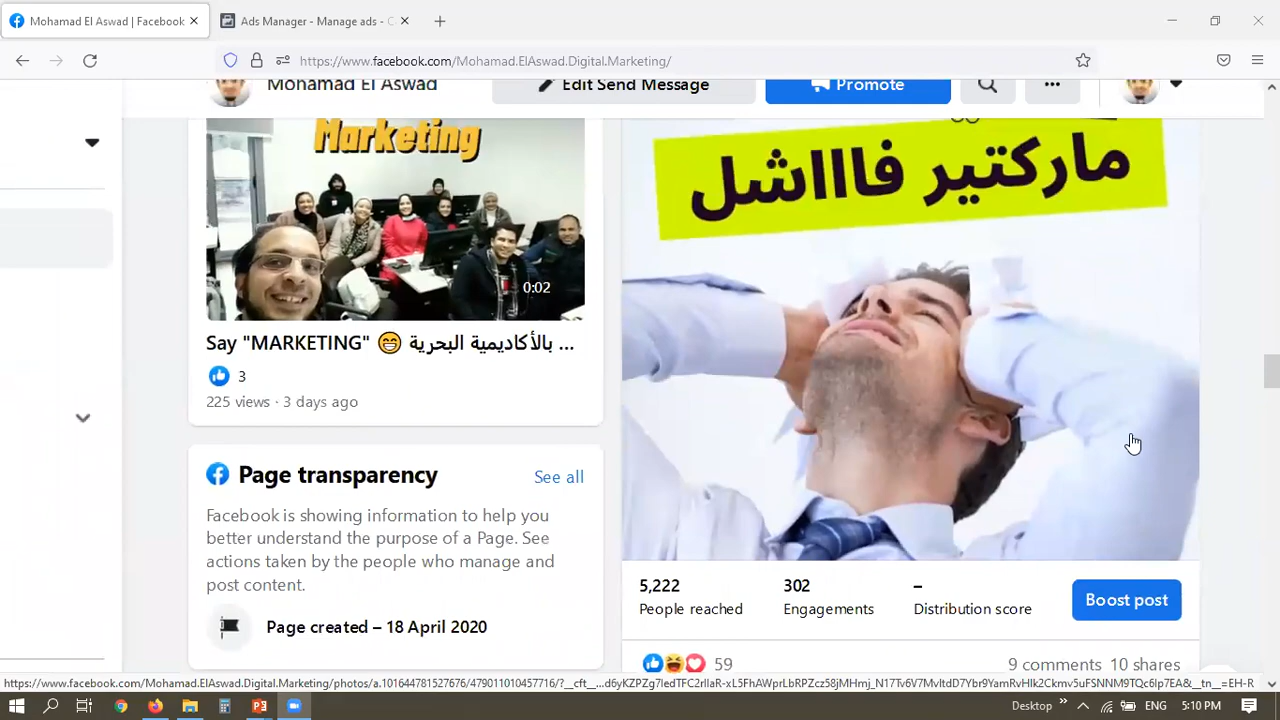 Mohamad El Aswad | Facebook
Ads Manager - Manage ads - C
https://www.facebook.com/Mohamad.ElAswad.Digital.Marketing/
Mohamad El Aswad
Edit Send Message
Promote
Marketing
0:02
Say "MARKETING" 😁 بالأكاديمية البحرية ...
3
225 views · 3 days ago
Page transparency
See all
Facebook is showing information to help you
better understand the purpose of a Page. See
actions taken by the people who manage and
post content.
Page created – 18 April 2020
ماركتير فاااشل
5,222
People reached
302
Engagements
–
Distribution score
Boost post
59
9 comments 10 shares
Desktop
ENG
5:10 PM